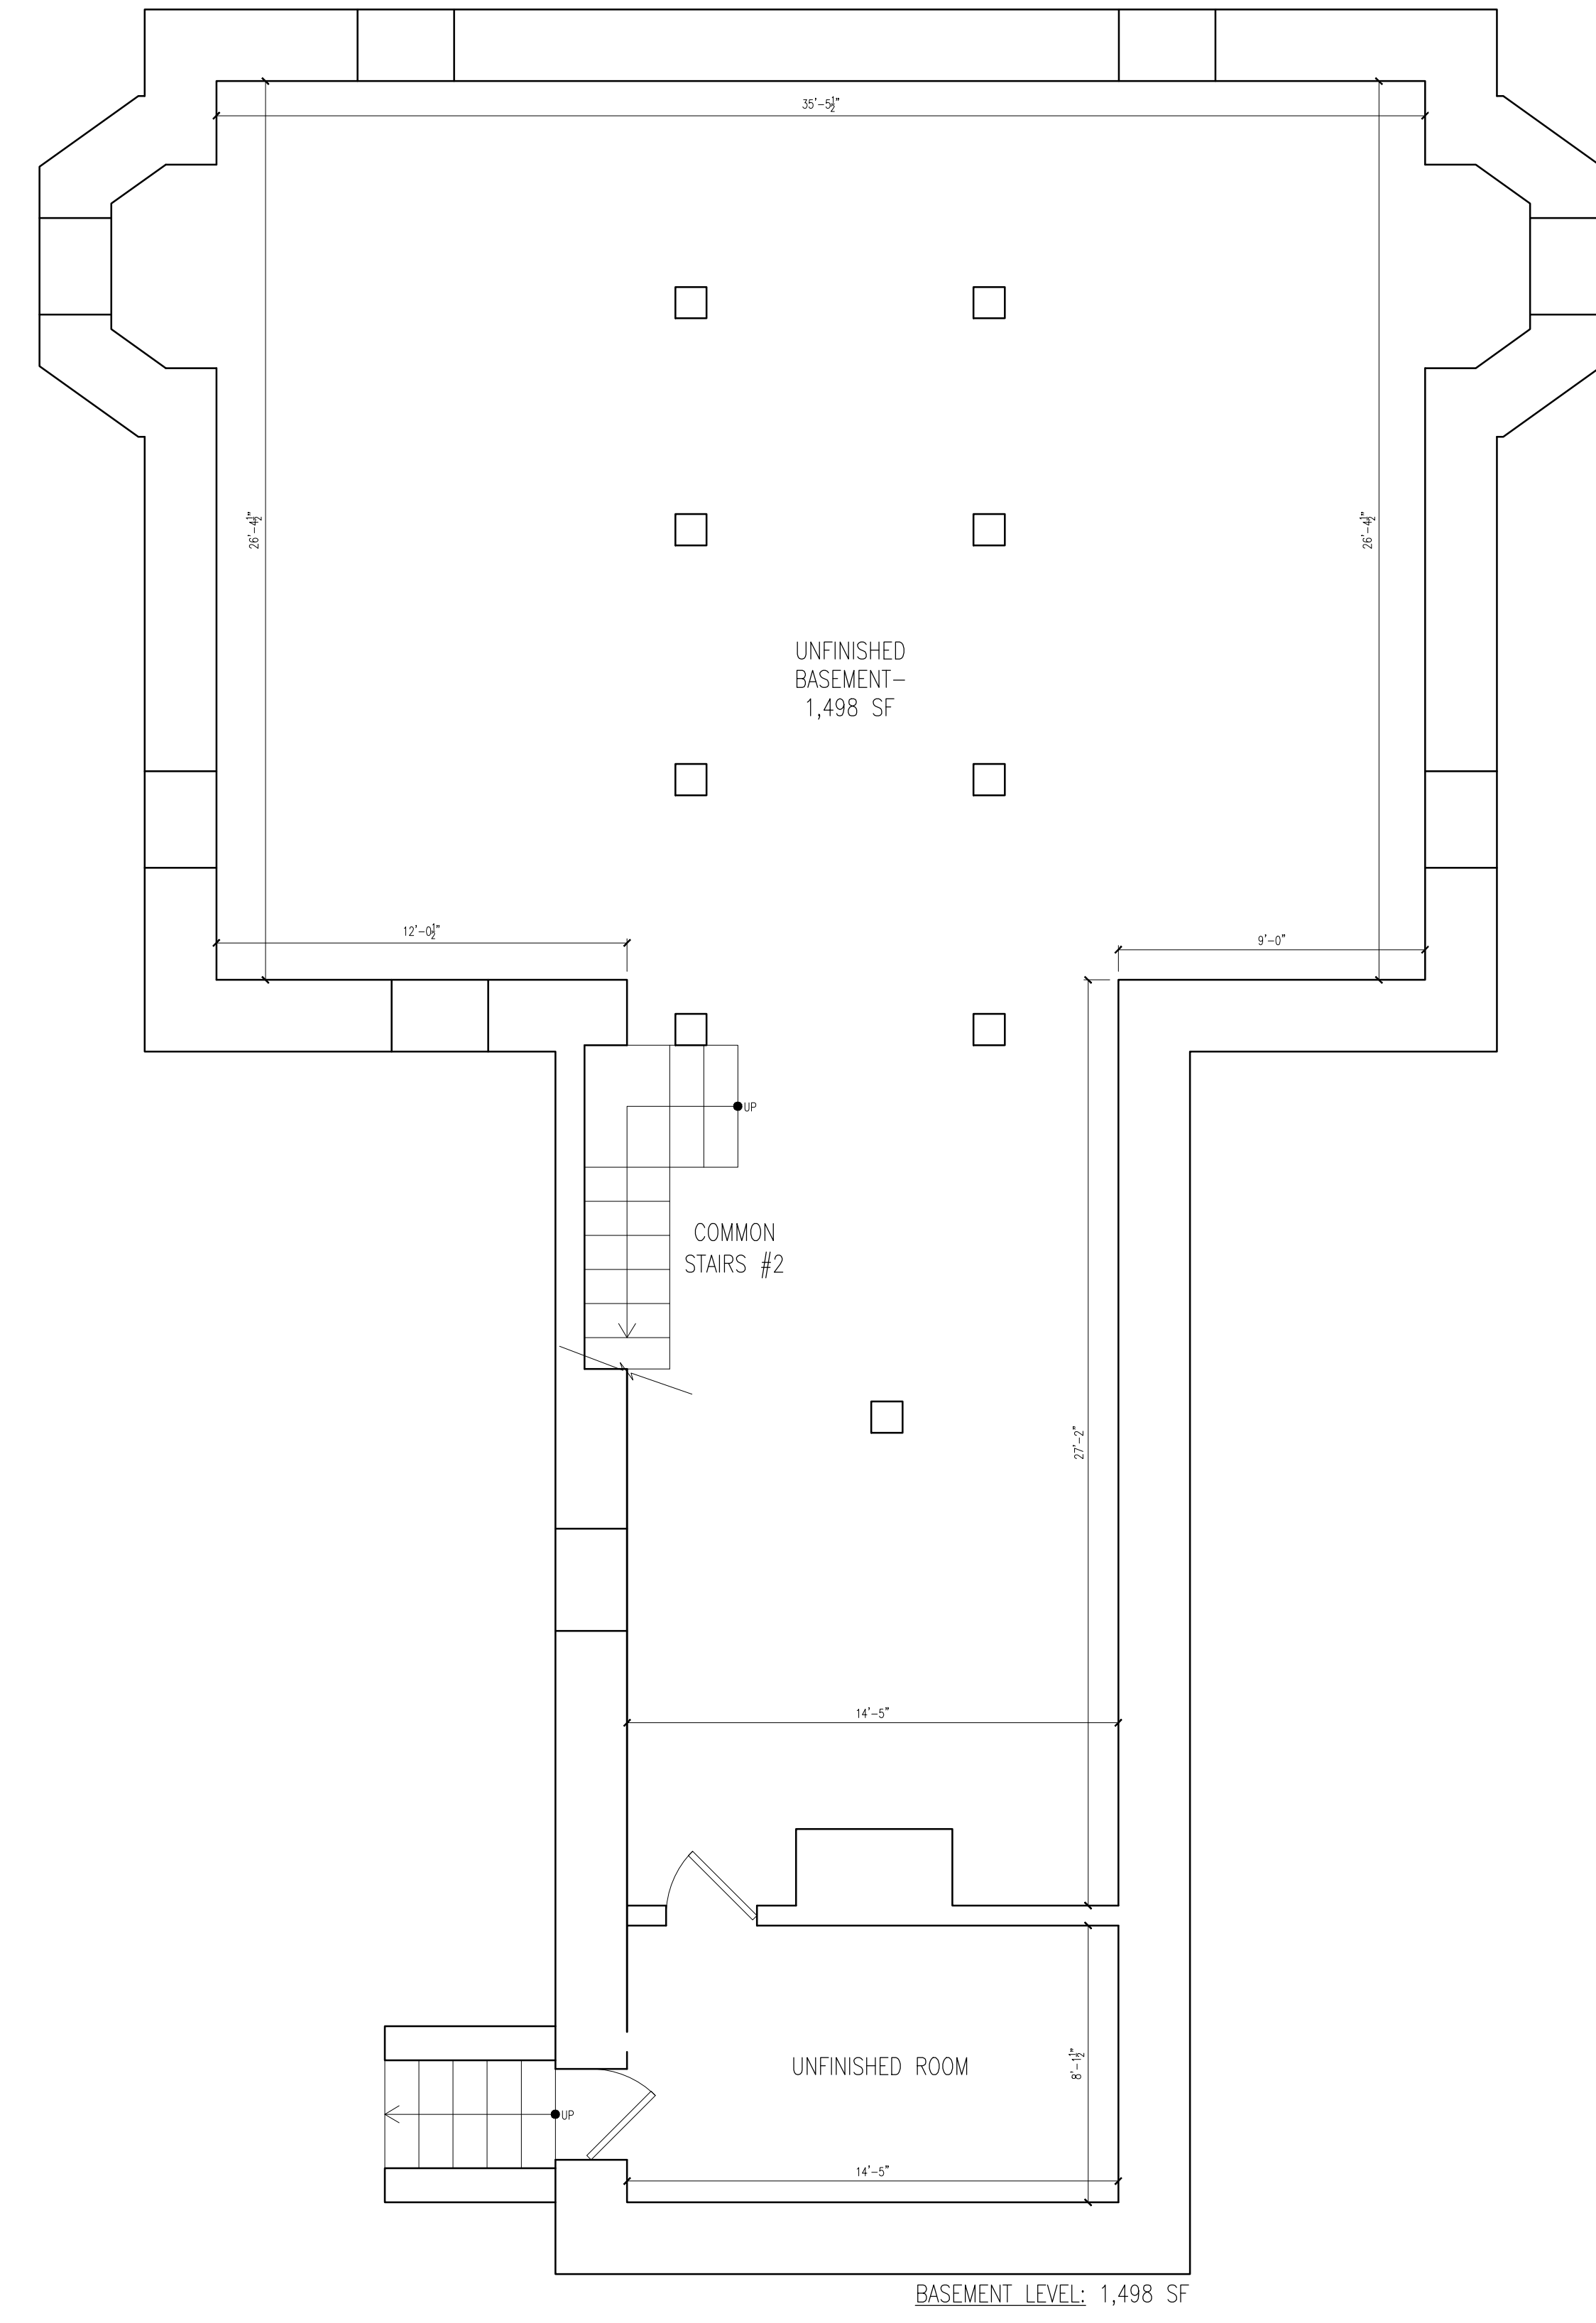 35'-5½"
26'-4½"
26'-4½"
UNFINISHED
BASEMENT-
1,498 SF
12'-0½"
9'-0"
UP
COMMON
STAIRS #2
27'-2"
14'-5"
UNFINISHED ROOM
8'-1½"
UP
14'-5"
BASEMENT LEVEL: 1,498 SF